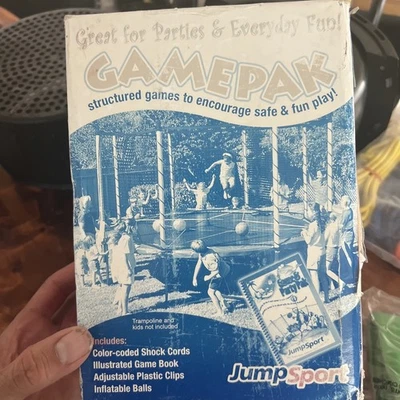 Great for Parties & Everyday Fun!
GAMEPAK
structured games to encourage safe & fun play!
Trampoline and
kids not included
Includes:
Color-coded Shock Cords
Illustrated Game Book
Adjustable Plastic Clips
Inflatable Balls
JumpSport
JumpSport